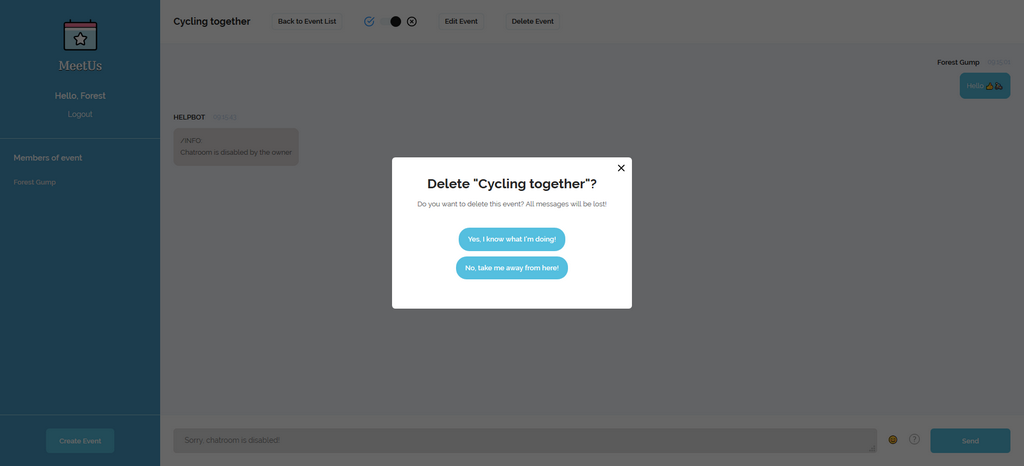 MeetUs
Hello, Forest
Logout
Members of event
Forest Gump
Create Event
Cycling together
Back to Event List
Edit Event
Delete Event
Forest Gump
Hello 👍🚲
HELPBOT
/INFO:
Chatroom is disabled by the owner
Delete "Cycling together"?
Do you want to delete this event? All messages will be lost!
Yes, I know what I'm doing!
No, take me away from here!
Sorry, chatroom is disabled!
Send